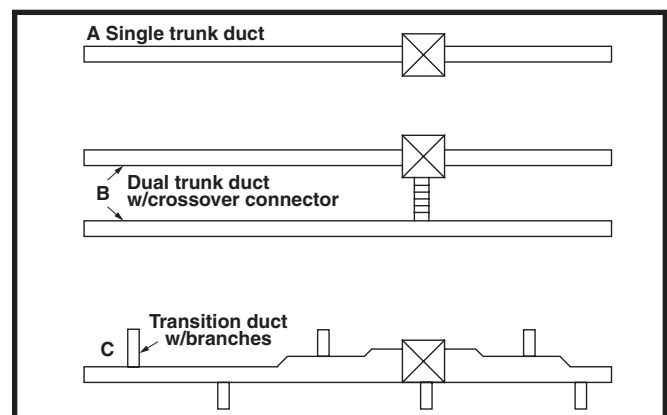 A Single trunk duct
B Dual trunk duct
w/crossover connector
C Transition duct
w/branches